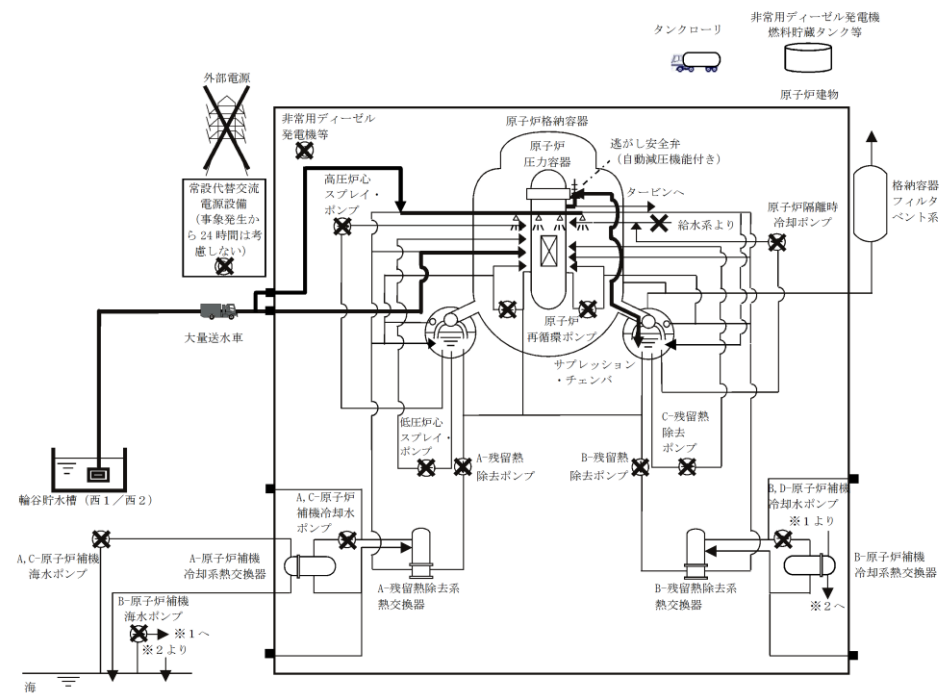 タンクローリ
非常用ディーゼル発電機
燃料貯蔵タンク等
原子炉建物
外部電源
常設代替交流
電源設備
（事象発生か
ら24時間は考
慮しない）
非常用ディーゼル
発電機等
原子炉格納容器
原子炉
圧力容器
逃がし安全弁
（自動減圧機能付き）
高圧炉心
スプレイ・
ポンプ
タービンへ
給水系より
原子炉隔離時
冷却ポンプ
格納容器
フィルタ
ベント系
大量送水車
原子炉
再循環ポンプ
サプレッション
・チェンバ
低圧炉心
スプレイ・
ポンプ
A-残留熱
除去ポンプ
B-残留熱
除去ポンプ
C-残留熱
除去
ポンプ
輪谷貯水槽（西１／西２）
A,C-原子炉
補機冷却水
ポンプ
B,D-原子炉補機
冷却水ポンプ
※１より
A,C-原子炉補機
海水ポンプ
A-原子炉補機
冷却系熱交換器
A-残留熱除去系
熱交換器
B-残留熱除去系
熱交換器
B-原子炉補機
冷却系熱交換器
※２へ
B-原子炉補機
海水ポンプ
※１へ
※２より
海